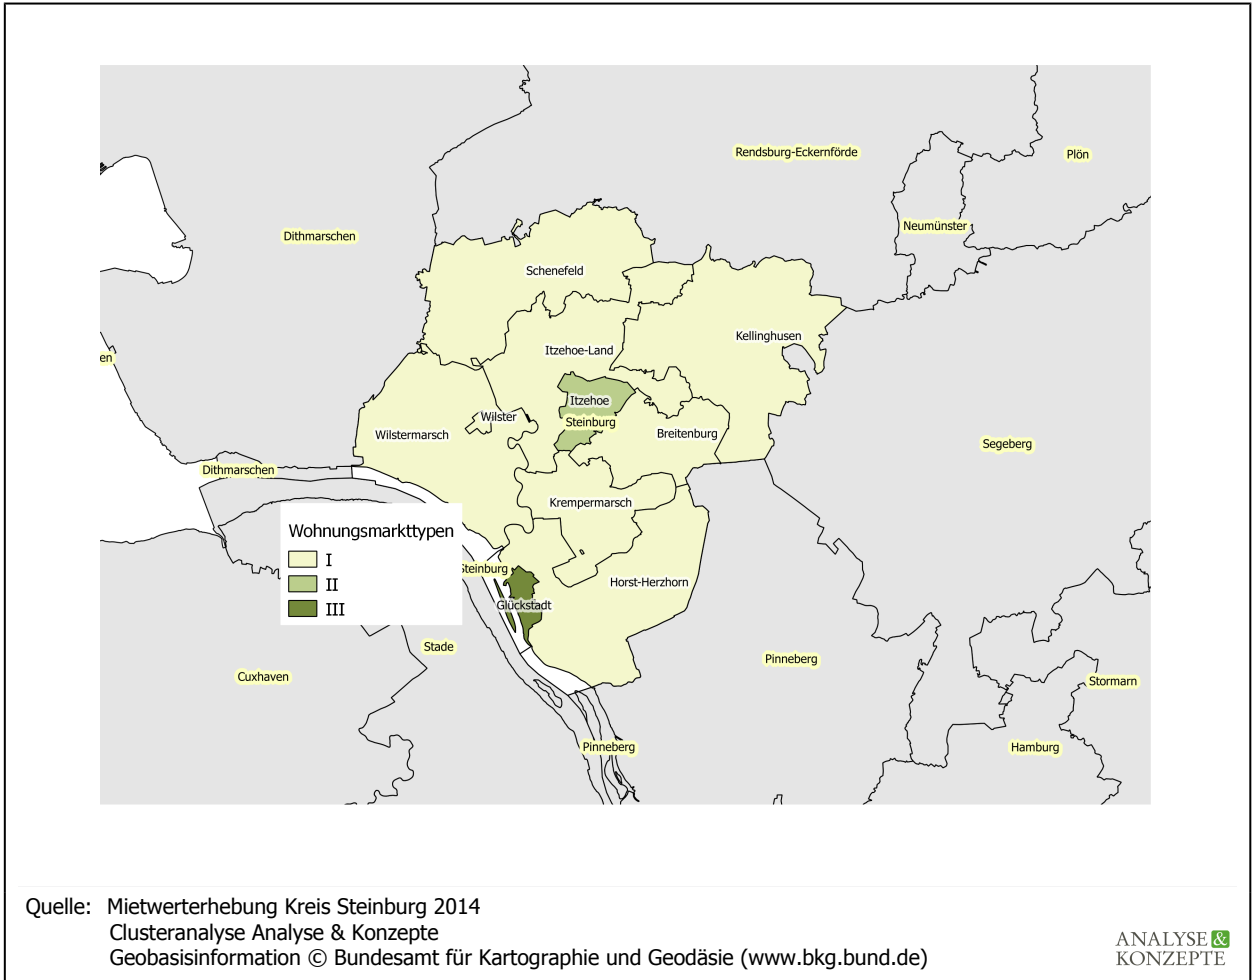 Rendsburg-Eckernförde
Plön
Neumünster
Dithmarschen
Schenefeld
Kellinghusen
Itzehoe-Land
en
Itzehoe
Wilster
Steinburg
Wilstermarsch
Breitenburg
Segeberg
Dithmarschen
Krempermarsch
Wohnungsmarkttypen
I
II
III
Steinburg
Horst-Herzhorn
Glückstadt
Stade
Pinneberg
Cuxhaven
Stormarn
Pinneberg
Hamburg
Quelle: Mietwerterhebung Kreis Steinburg 2014
Clusteranalyse Analyse & Konzepte
Geobasisinformation © Bundesamt für Kartographie und Geodäsie (www.bkg.bund.de)
ANALYSE &
KONZEPTE